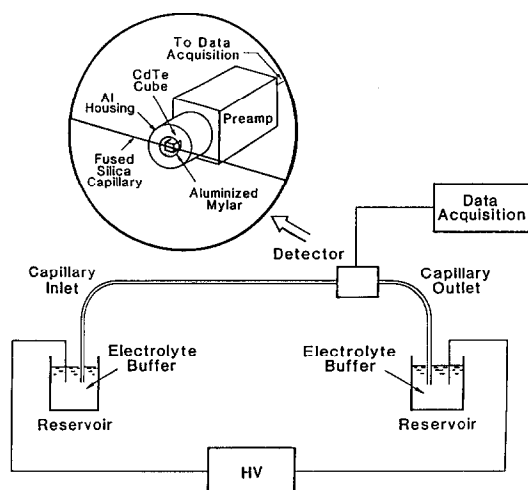 To Data
Acquisition
CdTe
Cube
Al
Housing
Preamp
Fused
Silica
Capillary
Aluminized
Mylar
Data
Acquisition
Detector
Capillary
Inlet
Capillary
Outlet
Electrolyte
Buffer
Electrolyte
Buffer
Reservoir
Reservoir
HV